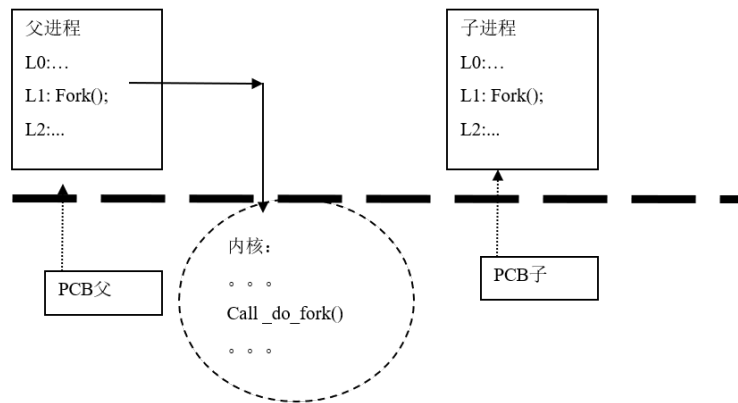 父进程
L0:…
L1: Fork();
L2:...
子进程
L0:…
L1: Fork();
L2:...
内核：
。。。
Call _do_fork()
。。。
PCB父
PCB子